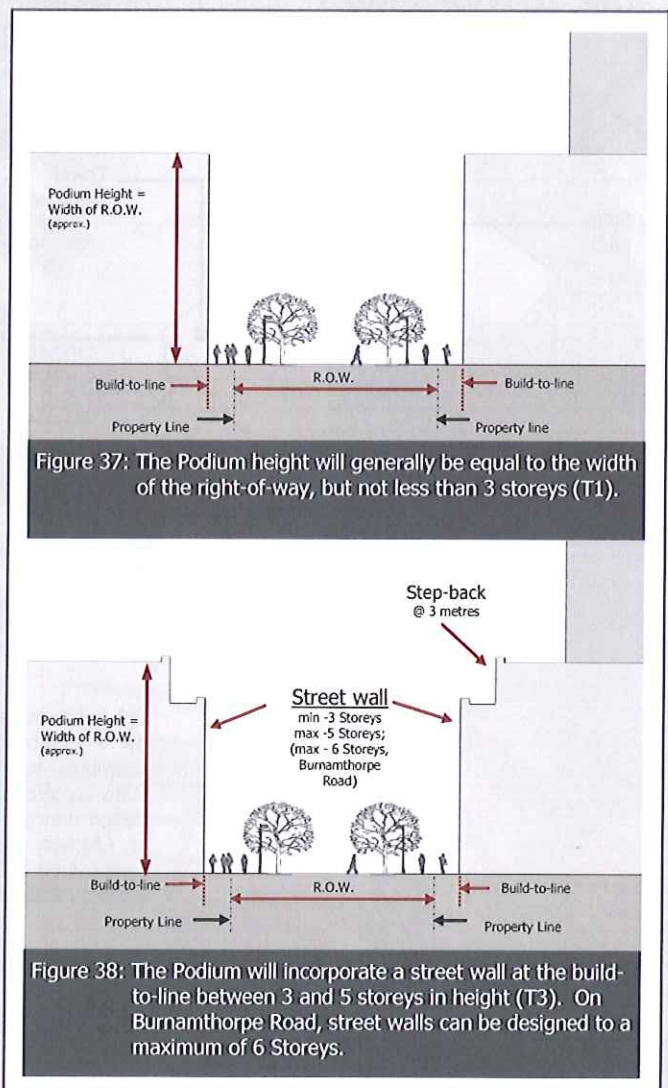 Podium Height =
Width of R.O.W.
(approx.)
Build-to-line
R.O.W.
Build-to-line
Property Line
Property line
Figure 37: The Podium height will generally be equal to the width
of the right-of-way, but not less than 3 storeys (T1).
Step-back
@ 3 metres
Street wall
min -3 Storeys
max -5 Storeys;
(max - 6 Storeys,
Burnamthorpe
Road)
Podium Height =
Width of R.O.W.
(approx.)
Build-to-line
R.O.W.
Build-to-line
Property Line
Property Line
Figure 38: The Podium will incorporate a street wall at the build-
to-line between 3 and 5 storeys in height (T3). On
Burnamthorpe Road, street walls can be designed to a
maximum of 6 Storeys.